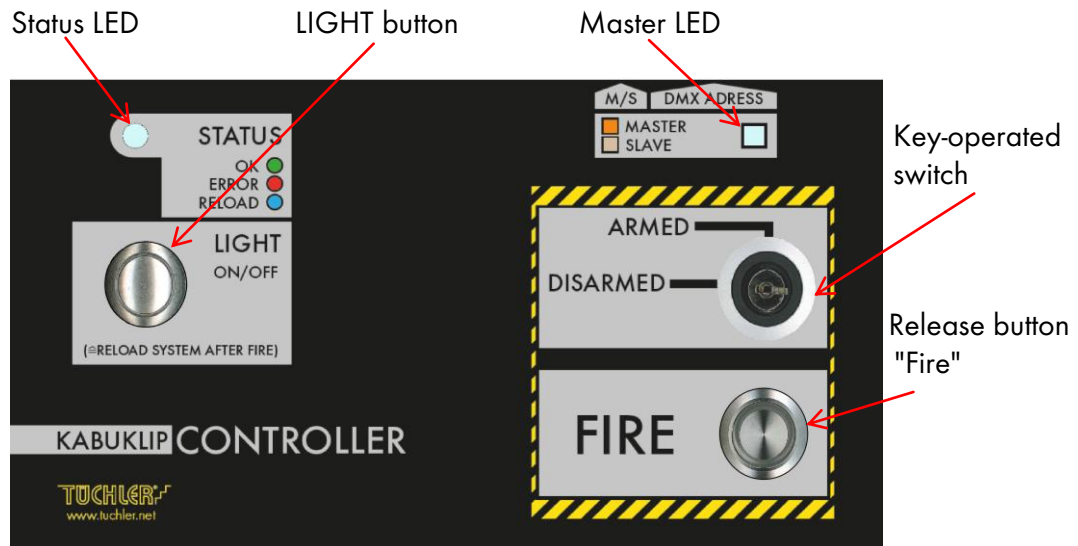 Status LED
LIGHT button
Master LED
M/S DMX ADRESS
MASTER
SLAVE
STATUS
OK
ERROR
RELOAD
Key-operated
switch
LIGHT
ON/OFF
ARMED
DISARMED
(≙RELOAD SYSTEM AFTER FIRE)
Release button
"Fire"
FIRE
KABUKLIP CONTROLLER
TÜCHLER
www.tuchler.net